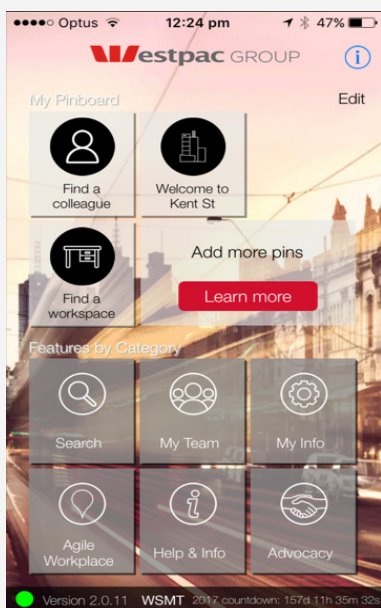 Optus 12:24 pm 47%
Westpac GROUP
My Pinboard Edit
Find a
colleague
Welcome to
Kent St
Find a
workspace
Add more pins
Learn more
Features by Category
Search
My Team
My Info
Agile
Workplace
Help & Info
Advocacy
Version 2.0.11 WSMT 2017 countdown: 157d 11h 35m 32s